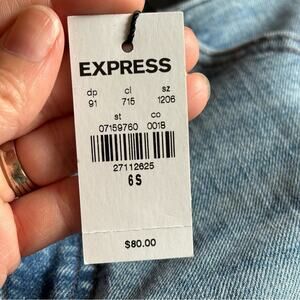 EXPRESS
dp cl sz
91 715 1206
st co
07159760 0018
27112625
6S
$80.00